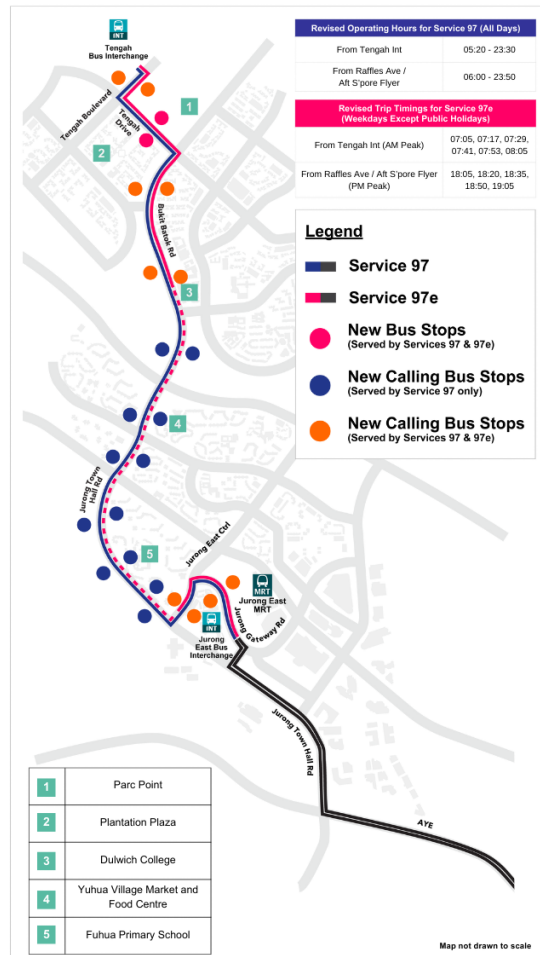 INT
Tengah
Bus Interchange
Tengah Boulevard
Tengah
Drive
1
2
Bukit Batok Rd
3
4
Jurong Town
Hall Rd
5
Jurong East Ctrl
MRT
Jurong East
MRT
INT
Jurong
East Bus
Interchange
Jurong Gateway Rd
Jurong Town Hall Rd
AYE
Revised Operating Hours for Service 97 (All Days)
From Tengah Int
05:20 - 23:30
From Raffles Ave /
Aft S'pore Flyer
06:00 - 23:50
Revised Trip Timings for Service 97e
(Weekdays Except Public Holidays)
From Tengah Int (AM Peak)
07:05, 07:17, 07:29,
07:41, 07:53, 08:05
From Raffles Ave / Aft S'pore Flyer
(PM Peak)
18:05, 18:20, 18:35,
18:50, 19:05
Legend
Service 97
Service 97e
New Bus Stops
(Served by Services 97 & 97e)
New Calling Bus Stops
(Served by Service 97 only)
New Calling Bus Stops
(Served by Services 97 & 97e)
1 Parc Point
2 Plantation Plaza
3 Dulwich College
4 Yuhua Village Market and
Food Centre
5 Fuhua Primary School
Map not drawn to scale